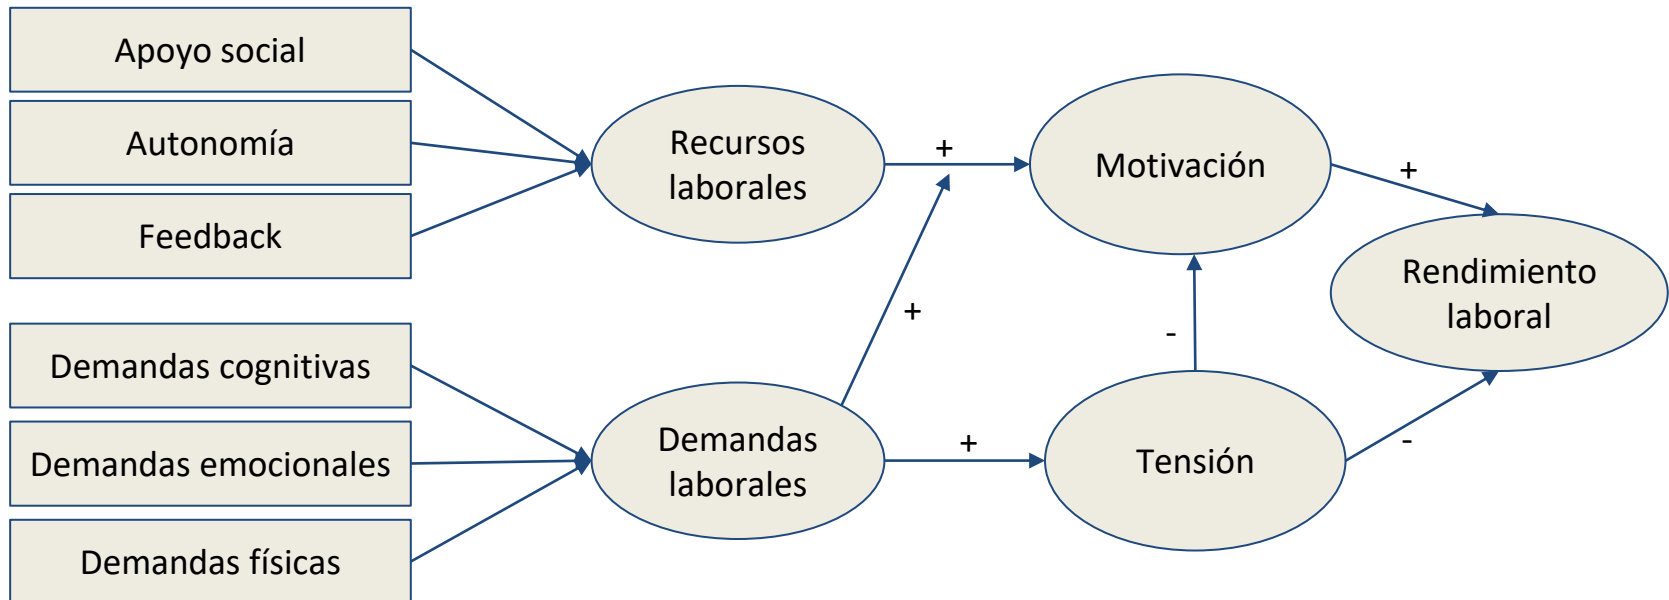 Apoyo social
Autonomía
Feedback
Demandas cognitivas
Demandas emocionales
Demandas físicas
Recursos
laborales
Demandas
laborales
+
+
+
Motivación
-
Tensión
+
-
Rendimiento
laboral